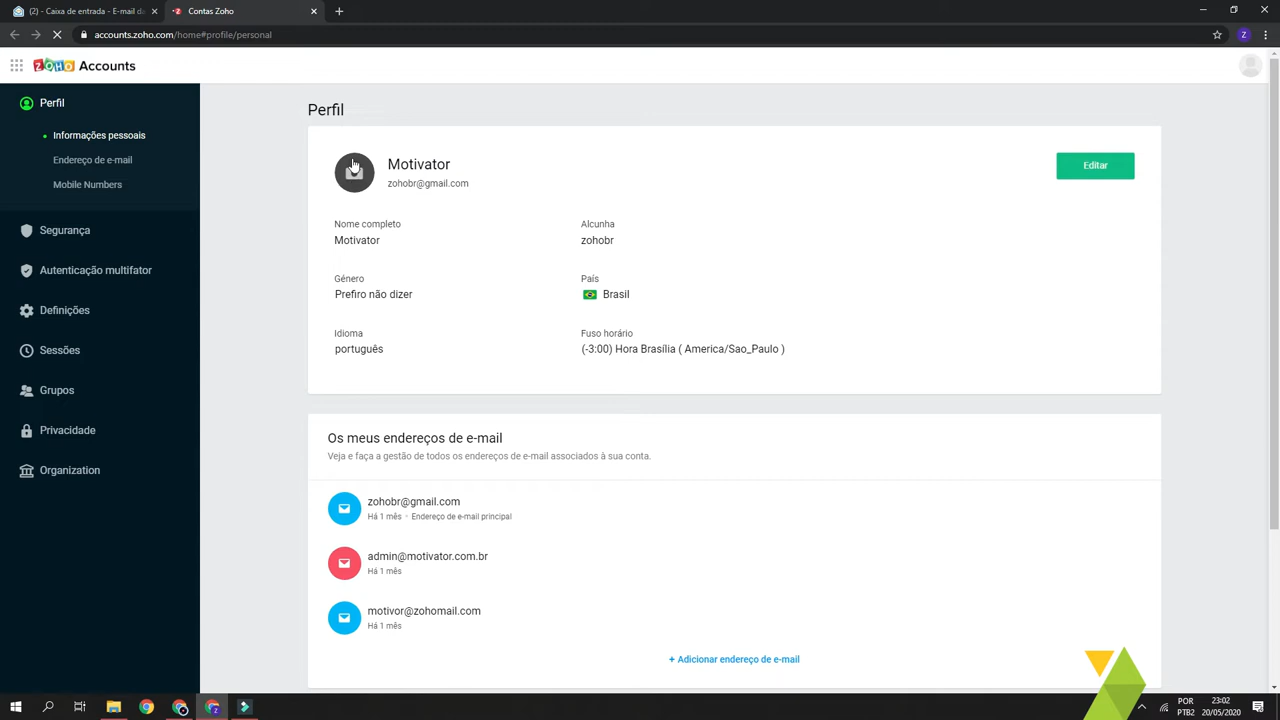 (2) - Caixa de entrada - E-mail da
Conta Zoho
accounts.zoho.com/home#profile/personal
Z
ZOHO Accounts
Perfil
Informações pessoais
Endereço de e-mail
Mobile Numbers
Segurança
Autenticação multifator
Definições
Sessões
Grupos
Privacidade
Organization
Perfil
Motivator
zohobr@gmail.com
Editar
Nome completo
Alcunha
Motivator
zohobr
Género
País
Prefiro não dizer
Brasil
Idioma
Fuso horário
português
(-3:00) Hora Brasília ( America/Sao_Paulo )
Os meus endereços de e-mail
Veja e faça a gestão de todos os endereços de e-mail associados à sua conta.
zohobr@gmail.com
Há 1 mês • Endereço de e-mail principal
admin@motivator.com.br
Há 1 mês
motivor@zohomail.com
Há 1 mês
+ Adicionar endereço de e-mail
POR
PTB2
23:02
20/05/2020